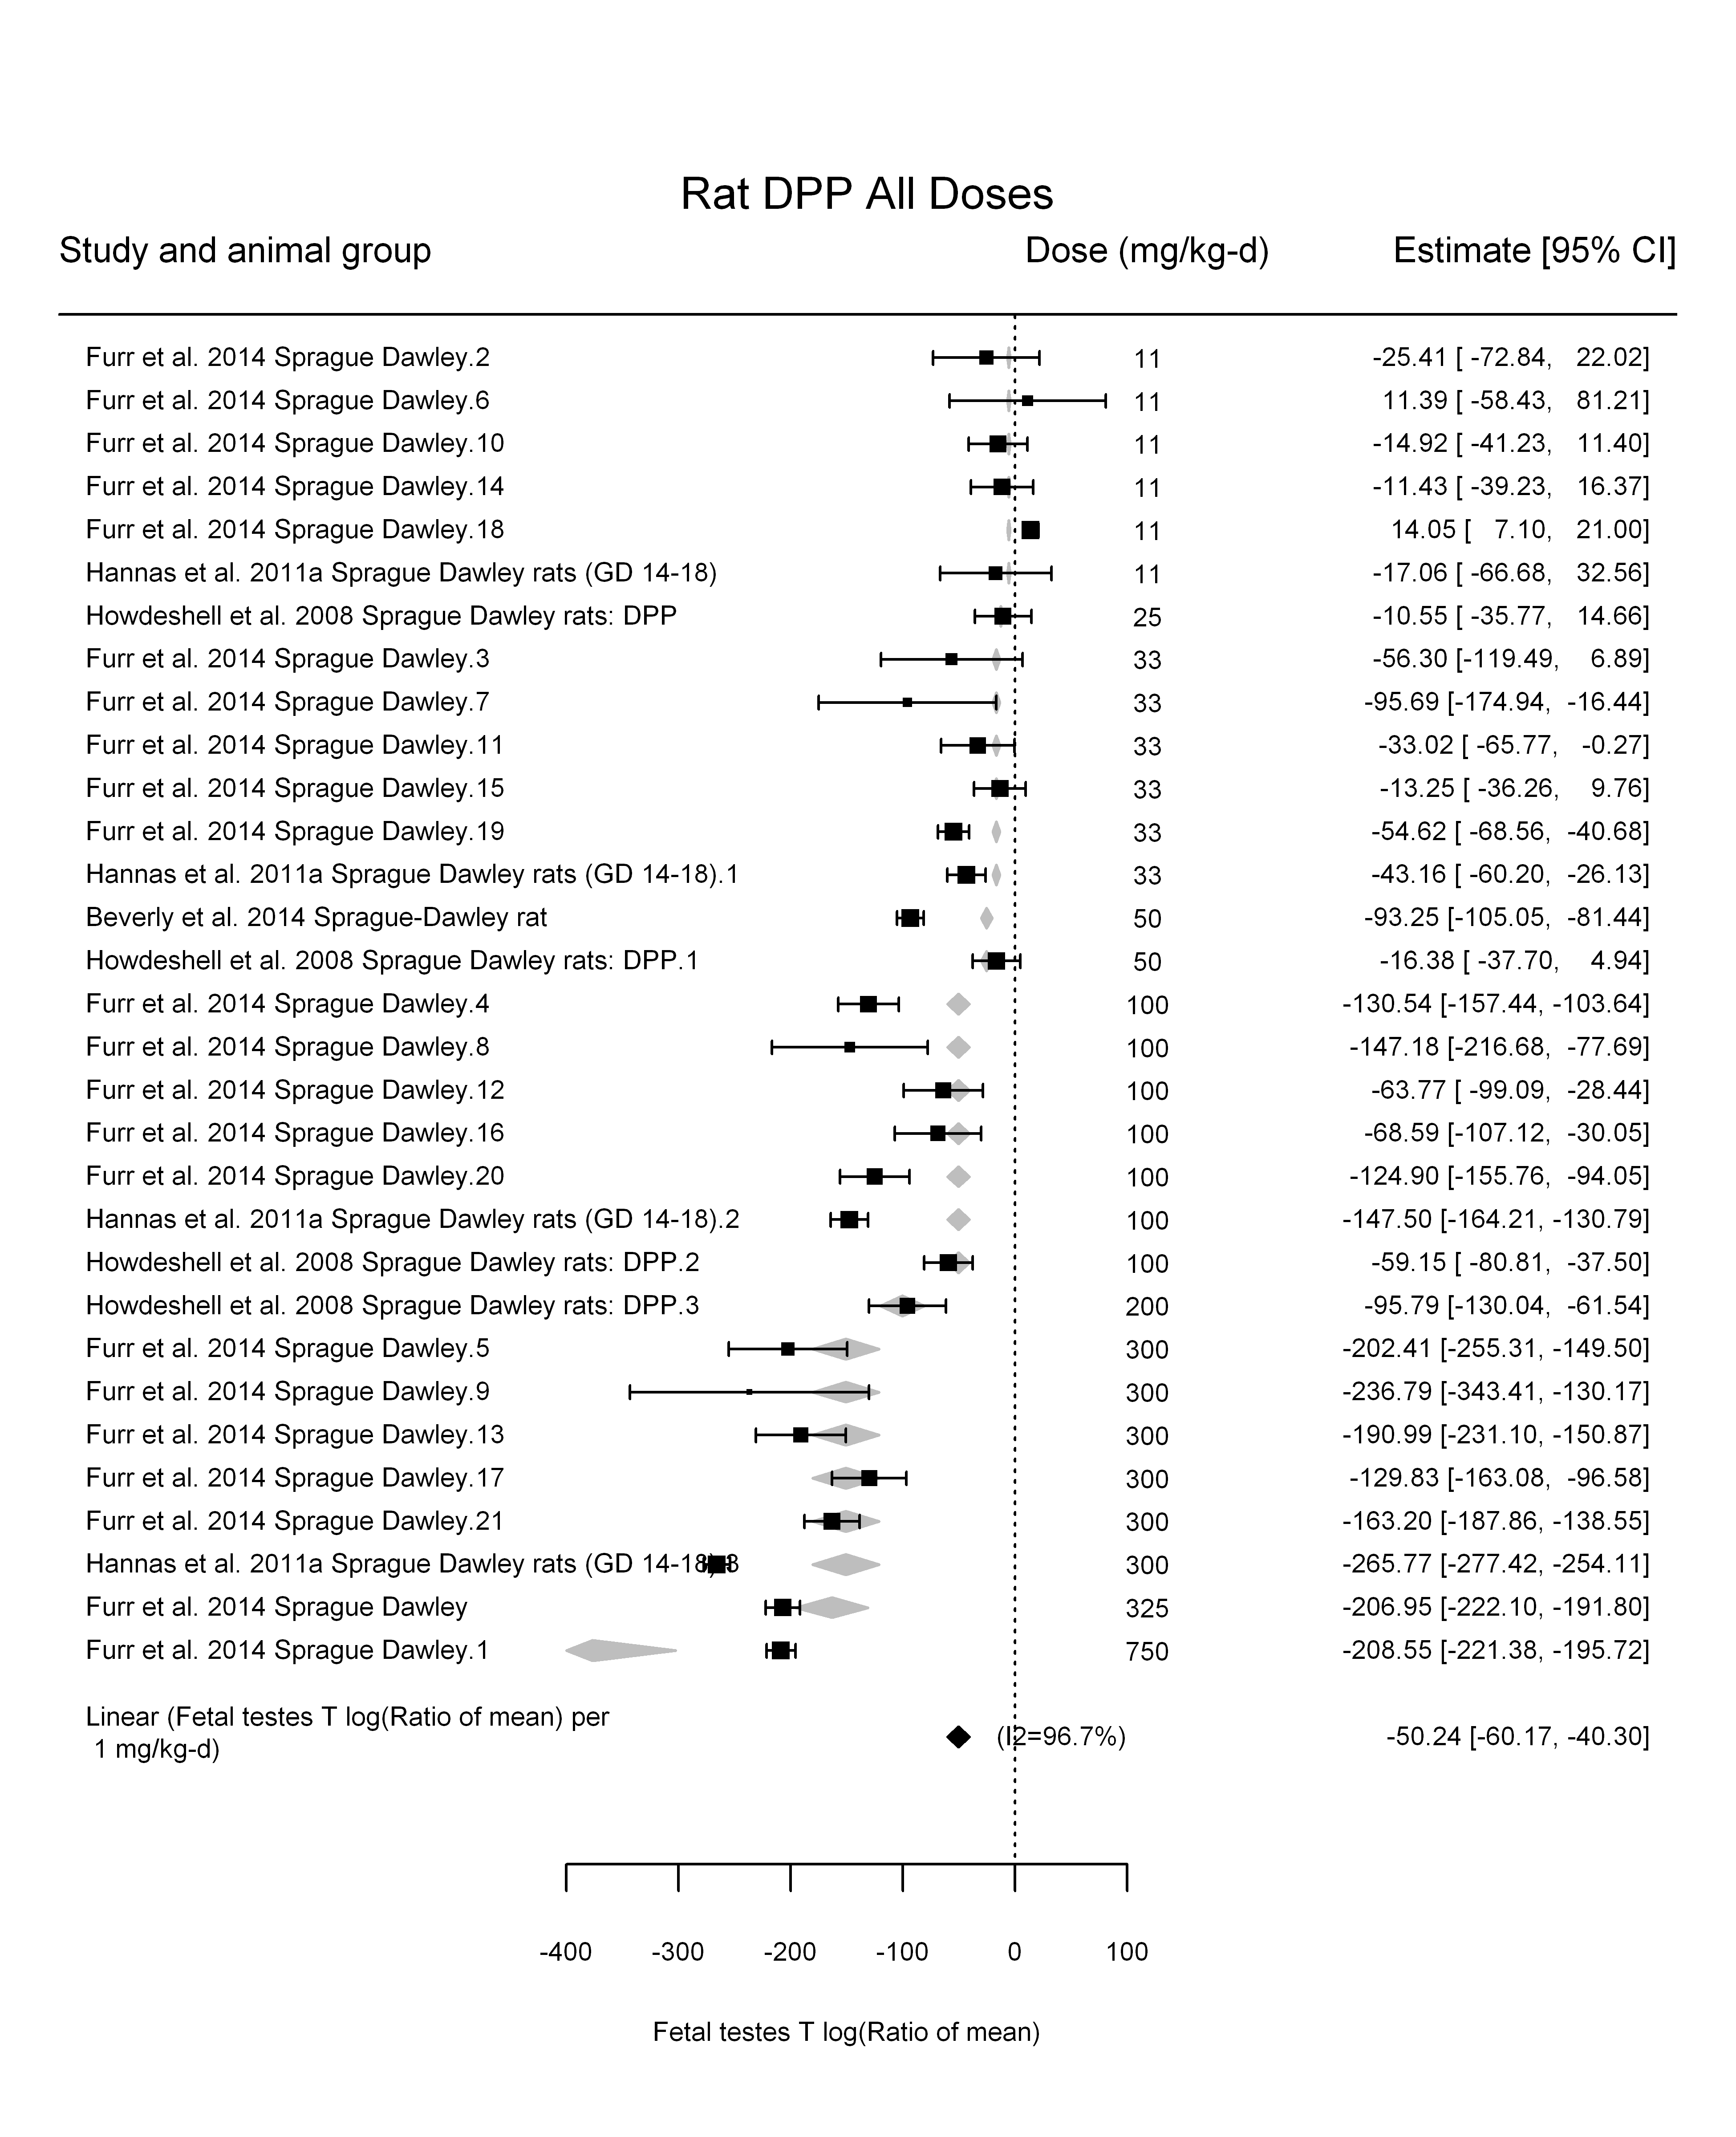 Rat DPP All Doses
Study and animal group Dose (mg/kg-d) Estimate [95% CI]
Furr et al. 2014 Sprague Dawley.2 11 -25.41 [ -72.84, 22.02]
Furr et al. 2014 Sprague Dawley.6 11 11.39 [ -58.43, 81.21]
Furr et al. 2014 Sprague Dawley.10 11 -14.92 [ -41.23, 11.40]
Furr et al. 2014 Sprague Dawley.14 11 -11.43 [ -39.23, 16.37]
Furr et al. 2014 Sprague Dawley.18 11 14.05 [ 7.10, 21.00]
Hannas et al. 2011a Sprague Dawley rats (GD 14-18) 11 -17.06 [ -66.68, 32.56]
Howdeshell et al. 2008 Sprague Dawley rats: DPP 25 -10.55 [ -35.77, 14.66]
Furr et al. 2014 Sprague Dawley.3 33 -56.30 [-119.49, 6.89]
Furr et al. 2014 Sprague Dawley.7 33 -95.69 [-174.94, -16.44]
Furr et al. 2014 Sprague Dawley.11 33 -33.02 [ -65.77, -0.27]
Furr et al. 2014 Sprague Dawley.15 33 -13.25 [ -36.26, 9.76]
Furr et al. 2014 Sprague Dawley.19 33 -54.62 [ -68.56, -40.68]
Hannas et al. 2011a Sprague Dawley rats (GD 14-18).1 33 -43.16 [ -60.20, -26.13]
Beverly et al. 2014 Sprague-Dawley rat 50 -93.25 [-105.05, -81.44]
Howdeshell et al. 2008 Sprague Dawley rats: DPP.1 50 -16.38 [ -37.70, 4.94]
Furr et al. 2014 Sprague Dawley.4 100 -130.54 [-157.44, -103.64]
Furr et al. 2014 Sprague Dawley.8 100 -147.18 [-216.68, -77.69]
Furr et al. 2014 Sprague Dawley.12 100 -63.77 [ -99.09, -28.44]
Furr et al. 2014 Sprague Dawley.16 100 -68.59 [-107.12, -30.05]
Furr et al. 2014 Sprague Dawley.20 100 -124.90 [-155.76, -94.05]
Hannas et al. 2011a Sprague Dawley rats (GD 14-18).2 100 -147.50 [-164.21, -130.79]
Howdeshell et al. 2008 Sprague Dawley rats: DPP.2 100 -59.15 [ -80.81, -37.50]
Howdeshell et al. 2008 Sprague Dawley rats: DPP.3 200 -95.79 [-130.04, -61.54]
Furr et al. 2014 Sprague Dawley.5 300 -202.41 [-255.31, -149.50]
Furr et al. 2014 Sprague Dawley.9 300 -236.79 [-343.41, -130.17]
Furr et al. 2014 Sprague Dawley.13 300 -190.99 [-231.10, -150.87]
Furr et al. 2014 Sprague Dawley.17 300 -129.83 [-163.08, -96.58]
Furr et al. 2014 Sprague Dawley.21 300 -163.20 [-187.86, -138.55]
Hannas et al. 2011a Sprague Dawley rats (GD 14-18).3 300 -265.77 [-277.42, -254.11]
Furr et al. 2014 Sprague Dawley 325 -206.95 [-222.10, -191.80]
Furr et al. 2014 Sprague Dawley.1 750 -208.55 [-221.38, -195.72]
Linear (Fetal testes T log(Ratio of mean) per
1 mg/kg-d) (I2=96.7%) -50.24 [-60.17, -40.30]
-400 -300 -200 -100 0 100
Fetal testes T log(Ratio of mean)